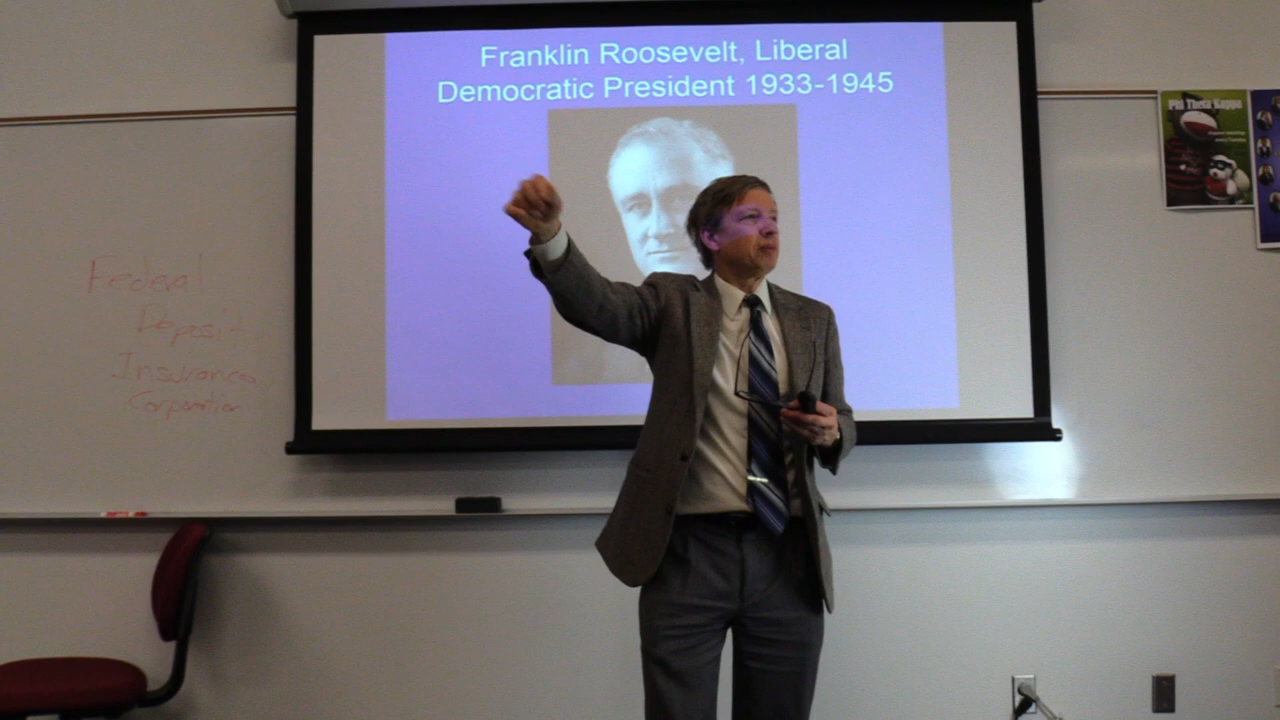 Franklin Roosevelt, Liberal
Democratic President 1933-1945
Federal
Deposit
Insurance
Corporation
Phi Theta Kappa